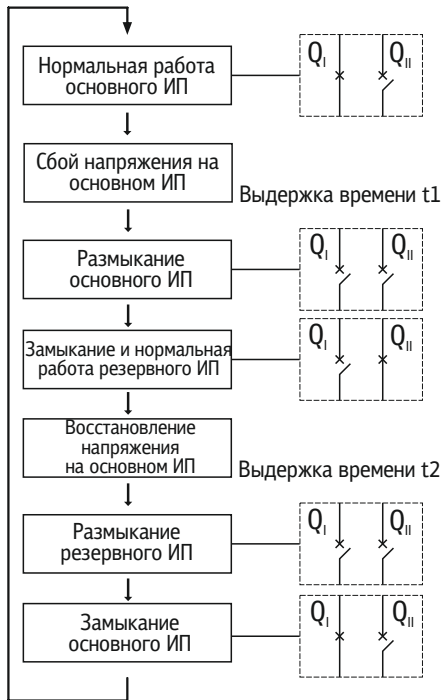 Нормальная работа
основного ИП
QI
QII
Сбой напряжения на
основном ИП
Выдержка времени t1
Размыкание
основного ИП
QI
QII
Замыкание и нормальная
работа резервного ИП
QI
QII
Восстановление
напряжения
на основном ИП
Выдержка времени t2
Размыкание
резервного ИП
QI
QII
Замыкание
основного ИП
QI
QII